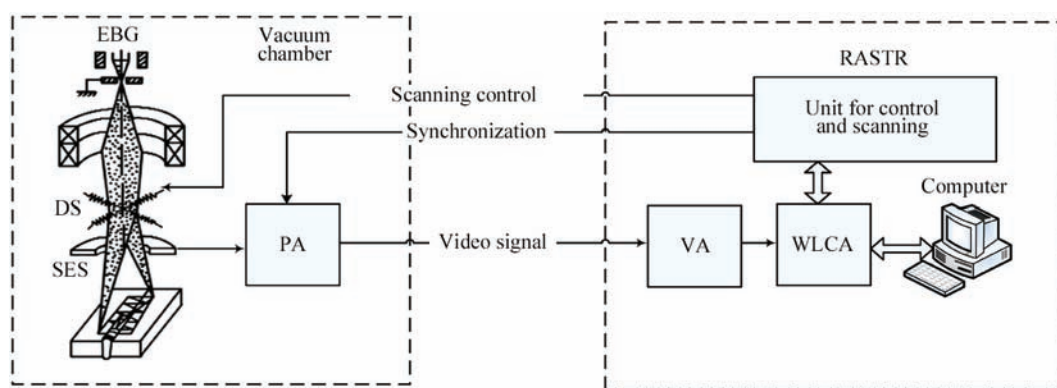 EBG
Vacuum
chamber
RASTR
Scanning control
Unit for control
and scanning
Synchronization
Computer
DS
PA
Video signal
VA
WLCA
SES